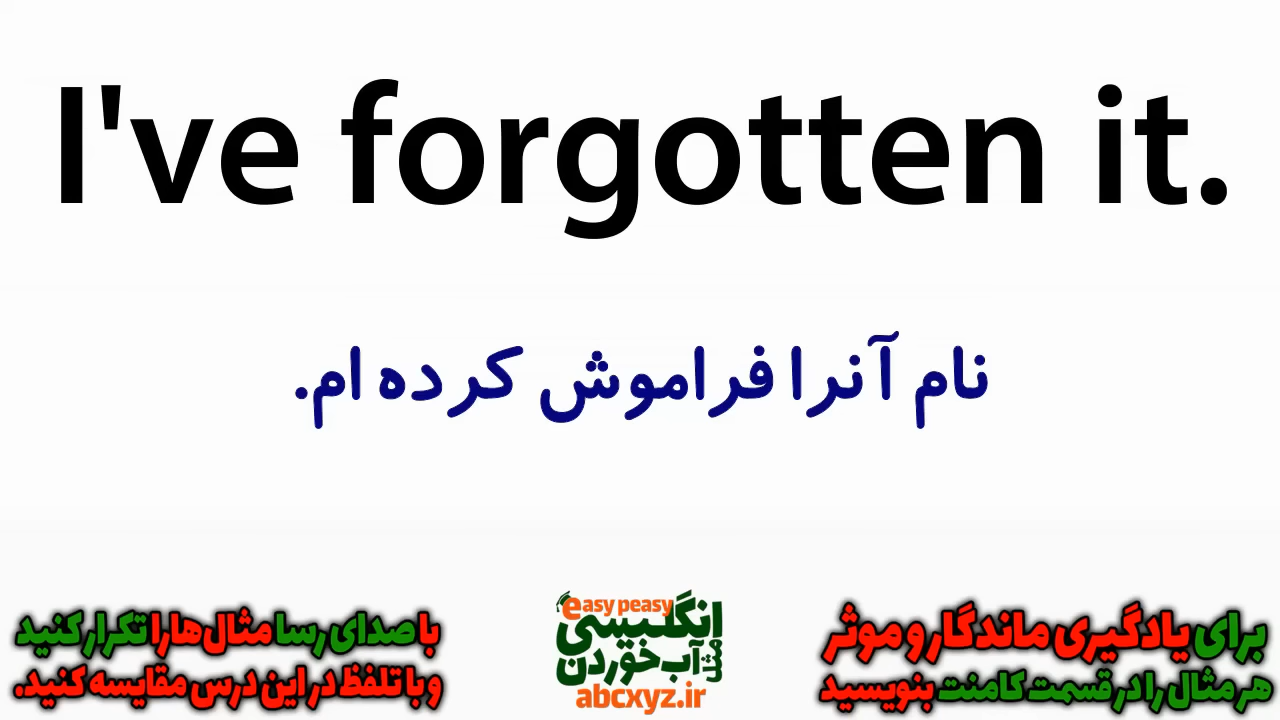 I've forgotten it.
نام آنرا فراموش کرده ام.
برای یادگیری ماندگار و موثر
هر مثال را در قسمت کامنت بنویسید
easy peasy
انگلیسی
مثل آب خوردن
abcxyz.ir
با صدای رسا مثال‌ها را تکرار کنید
و با تلفظ در این درس مقایسه کنید.